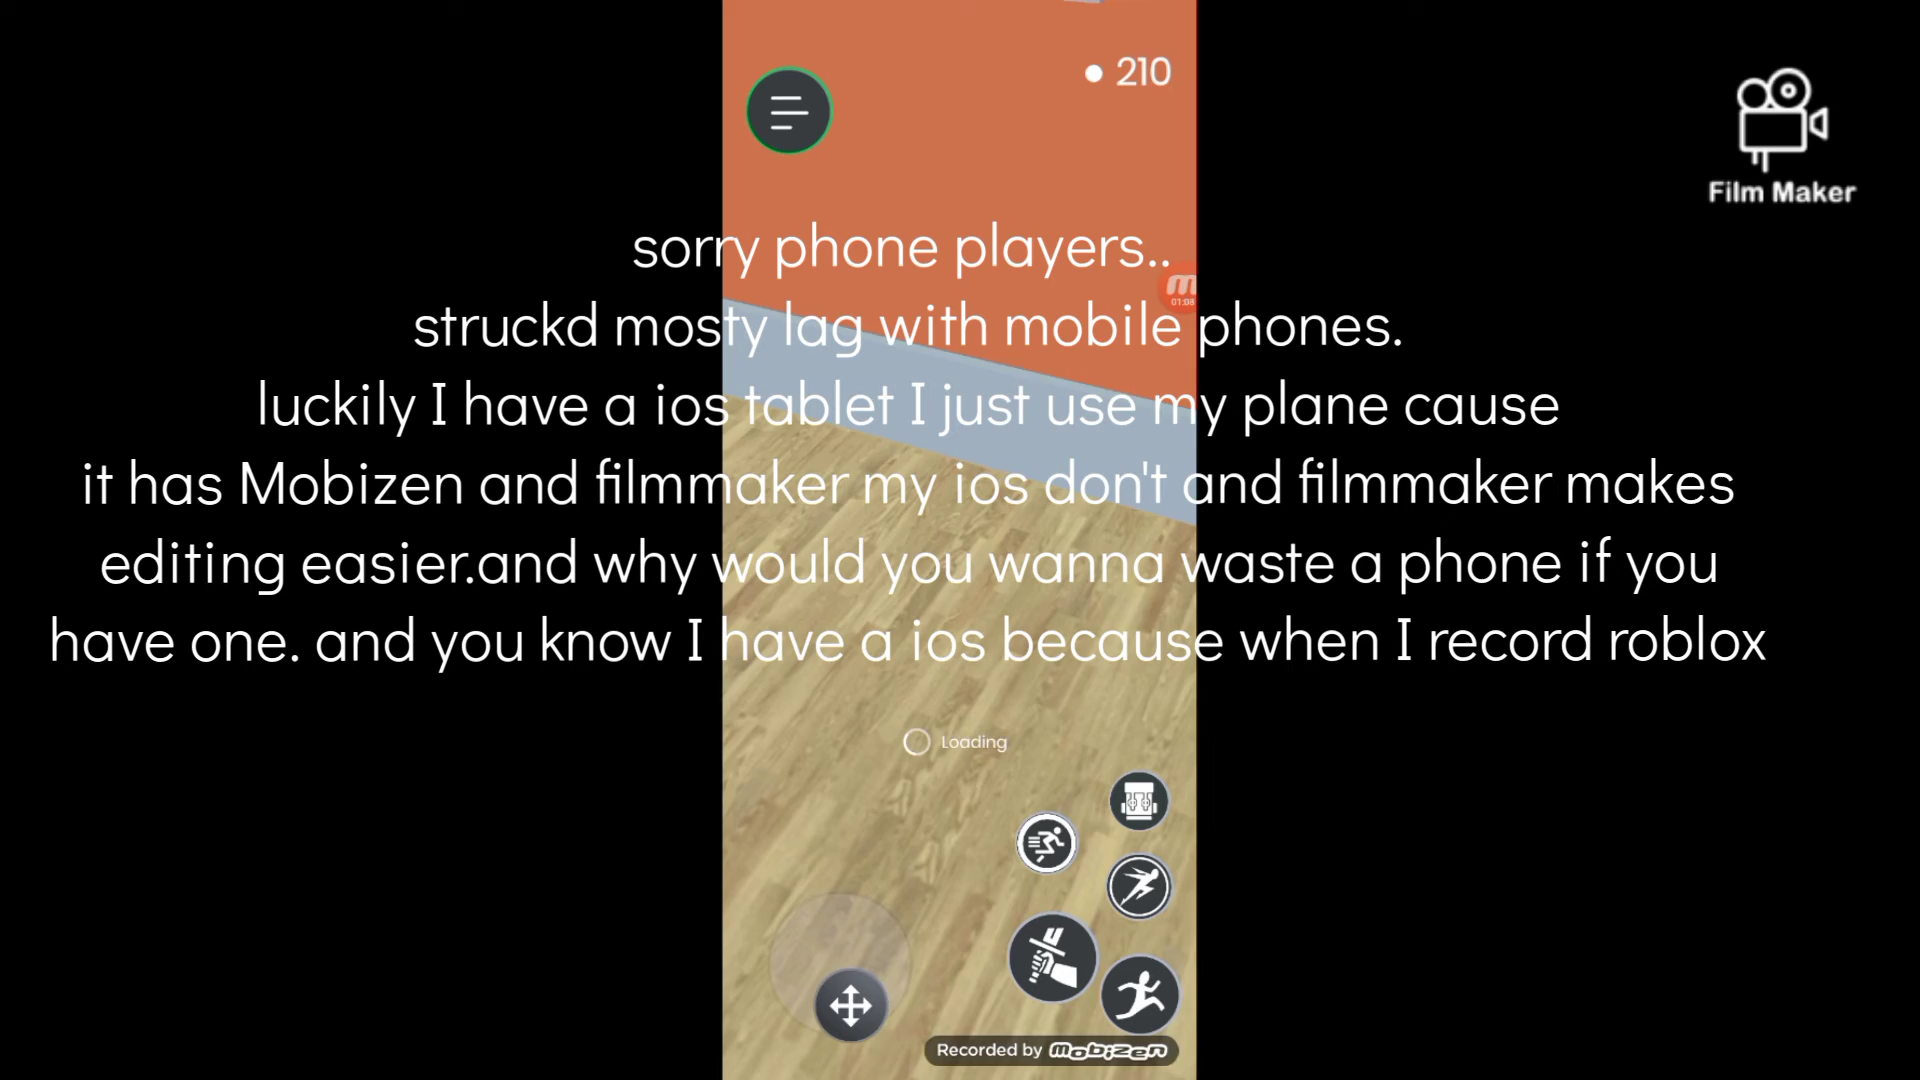 210
Film Maker
sorry phone players..
01:08
struckd mosty lag with mobile phones.
luckily I have a ios tablet I just use my plane cause
it has Mobizen and filmmaker my ios don't and filmmaker makes
editing easier.and why would you wanna waste a phone if you
have one. and you know I have a ios because when I record roblox
Loading
Recorded by mobizen